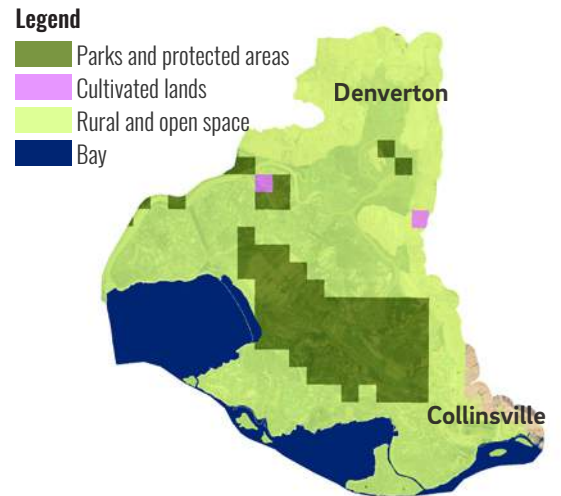 Legend
Parks and protected areas
Cultivated lands
Rural and open space
Bay
Denverton
Collinsville